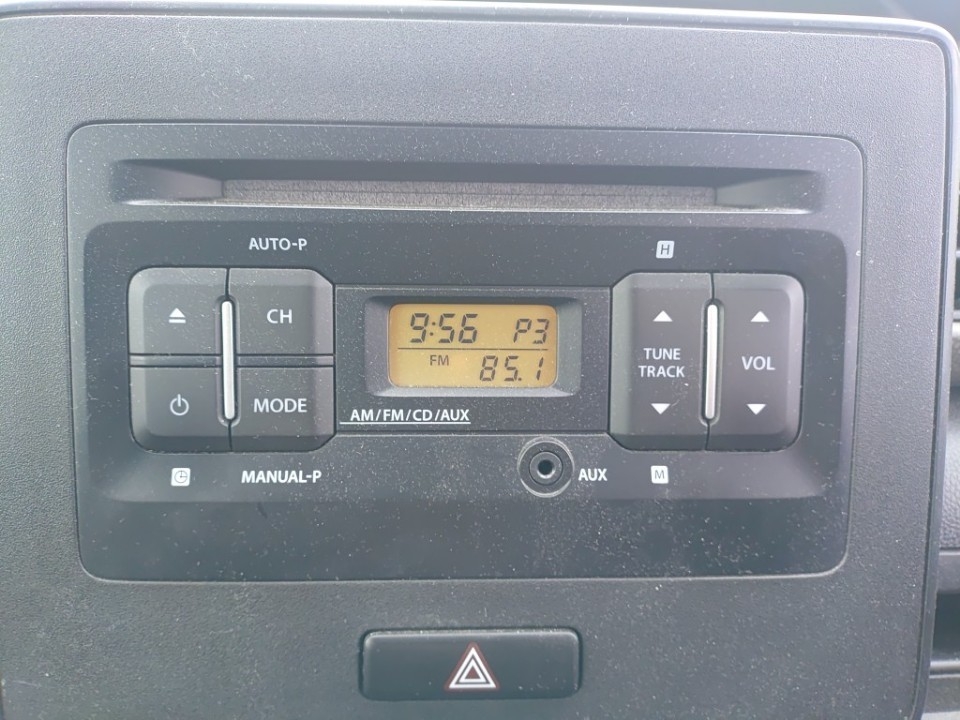 AUTO-P
H
CH
MODE
9:56 P3
FM 85.1
TUNE
TRACK
VOL
AM/FM/CD/AUX
MANUAL-P
AUX
M